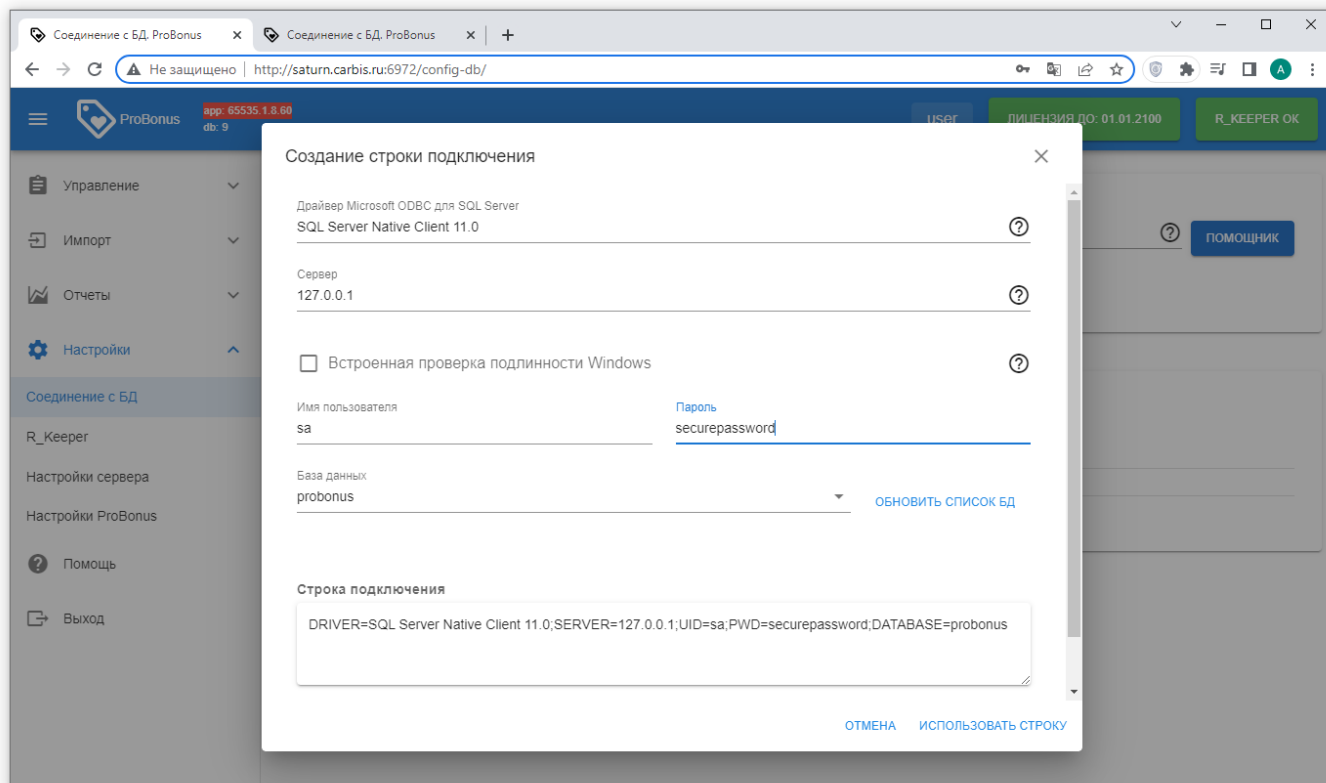 Соединение с БД. ProBonus
Соединение с БД. ProBonus
Не защищено
http://saturn.carbis.ru:6972/config-db/
A
ProBonus
app: 65535.1.8.60
db: 9
user
ЛИЦЕНЗИЯ ДО: 01.01.2100
R_KEEPER OK
Управление
Импорт
Отчеты
Настройки
Соединение с БД
R_Keeper
Настройки сервера
Настройки ProBonus
Помощь
Выход
ПОМОЩНИК
Создание строки подключения
Драйвер Microsoft ODBC для SQL Server
SQL Server Native Client 11.0
Сервер
127.0.0.1
Встроенная проверка подлинности Windows
Имя пользователя
sa
Пароль
securepassword
База данных
probonus
ОБНОВИТЬ СПИСОК БД
Строка подключения
DRIVER=SQL Server Native Client 11.0;SERVER=127.0.0.1;UID=sa;PWD=securepassword;DATABASE=probonus
ОТМЕНА
ИСПОЛЬЗОВАТЬ СТРОКУ